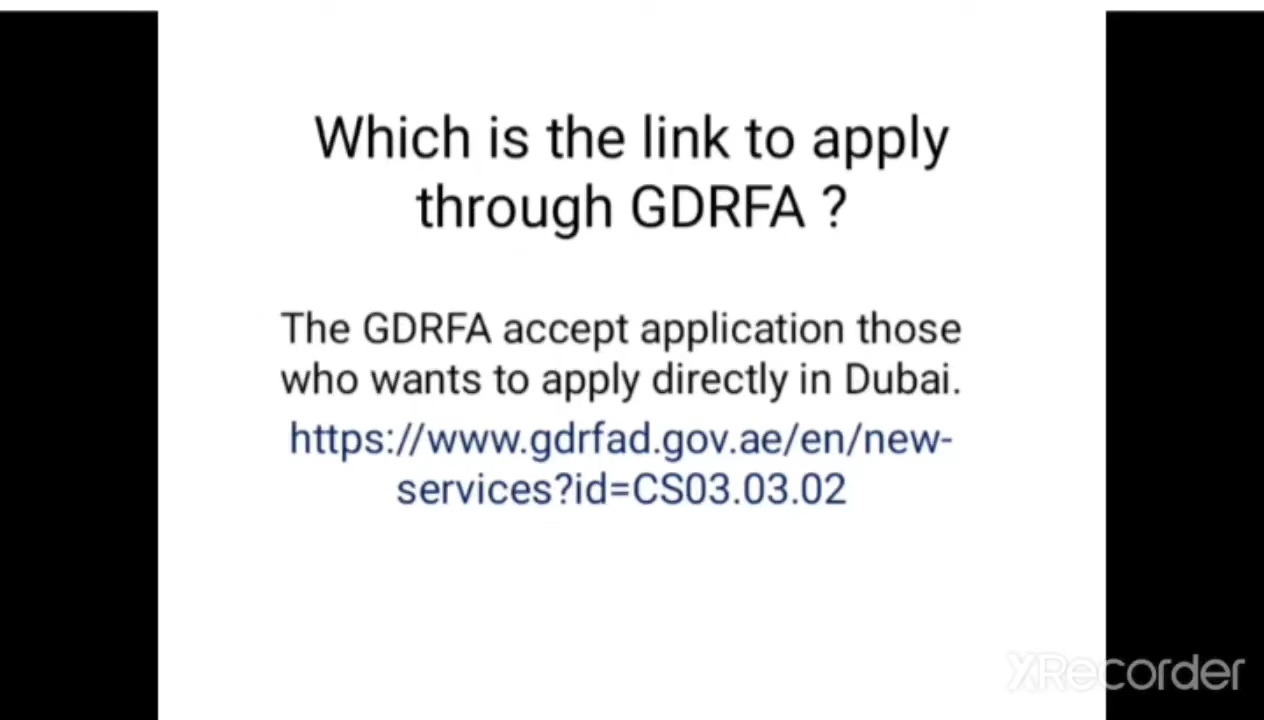 Which is the link to apply
through GDRFA ?
The GDRFA accept application those
who wants to apply directly in Dubai.
https://www.gdrfad.gov.ae/en/new-
services?id=CS03.03.02
XRecorder